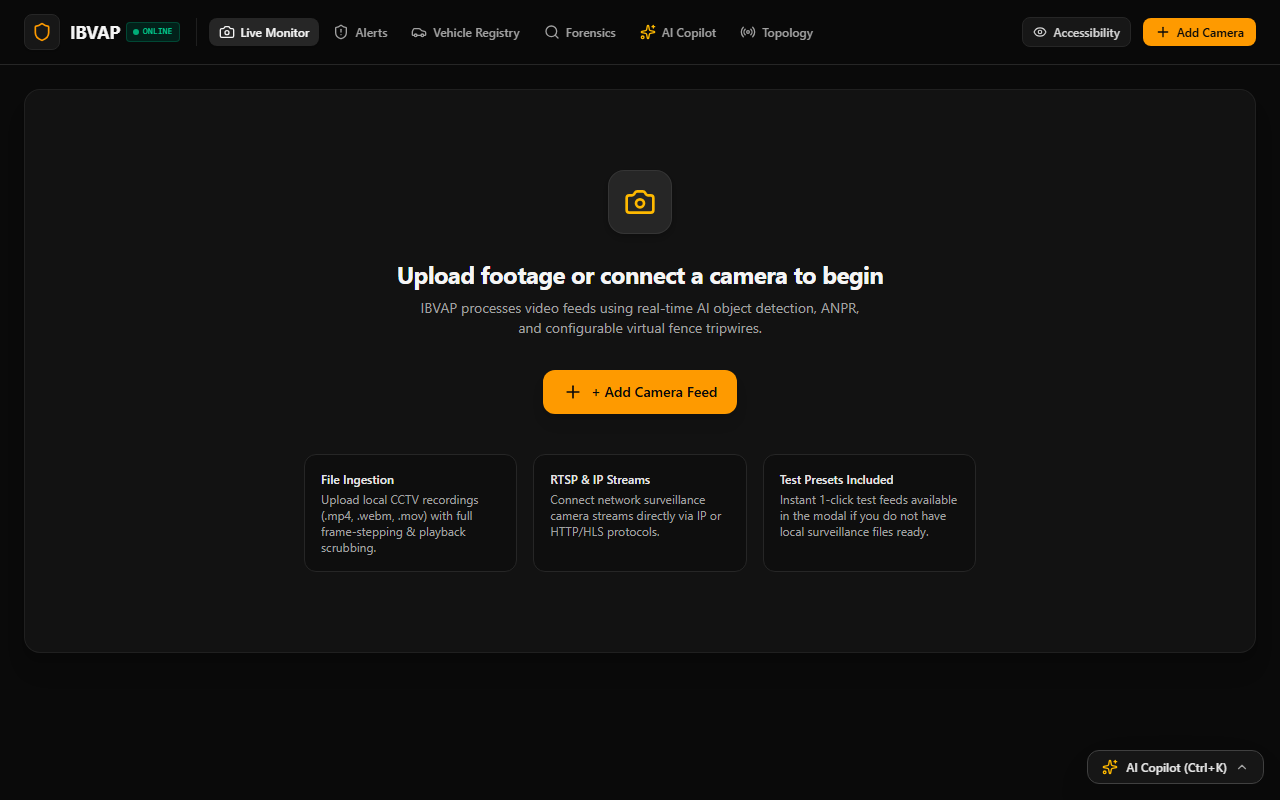 IBVAP
ONLINE
Live Monitor
Alerts
Vehicle Registry
Forensics
AI Copilot
Topology
Accessibility
Add Camera
Upload footage or connect a camera to begin
IBVAP processes video feeds using real-time AI object detection, ANPR,
and configurable virtual fence tripwires.
+ Add Camera Feed
File Ingestion
Upload local CCTV recordings
(.mp4, .webm, .mov) with full
frame-stepping & playback
scrubbing.
RTSP & IP Streams
Connect network surveillance
camera streams directly via IP or
HTTP/HLS protocols.
Test Presets Included
Instant 1-click test feeds available
in the modal if you do not have
local surveillance files ready.
AI Copilot (Ctrl+K)